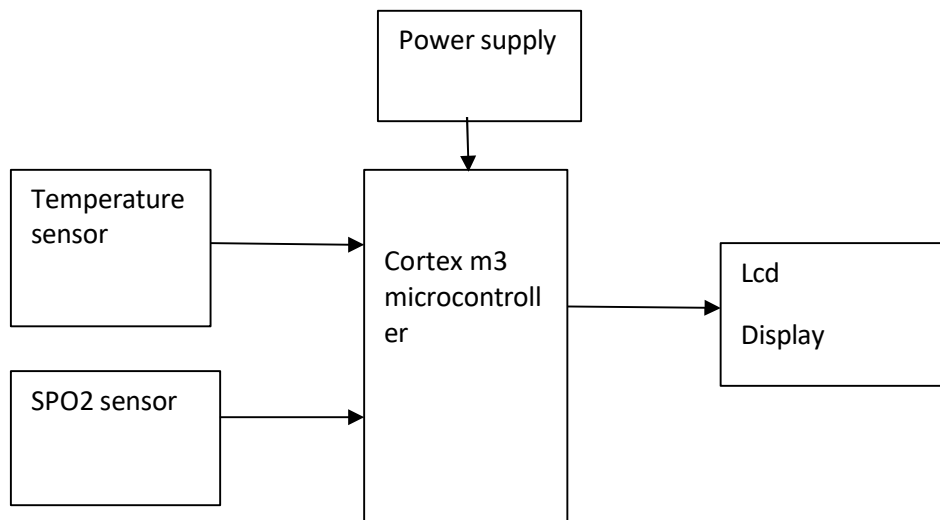 Power supply
Temperature
sensor
Cortex m3
microcontroll
er
Lcd
Display
SPO2 sensor